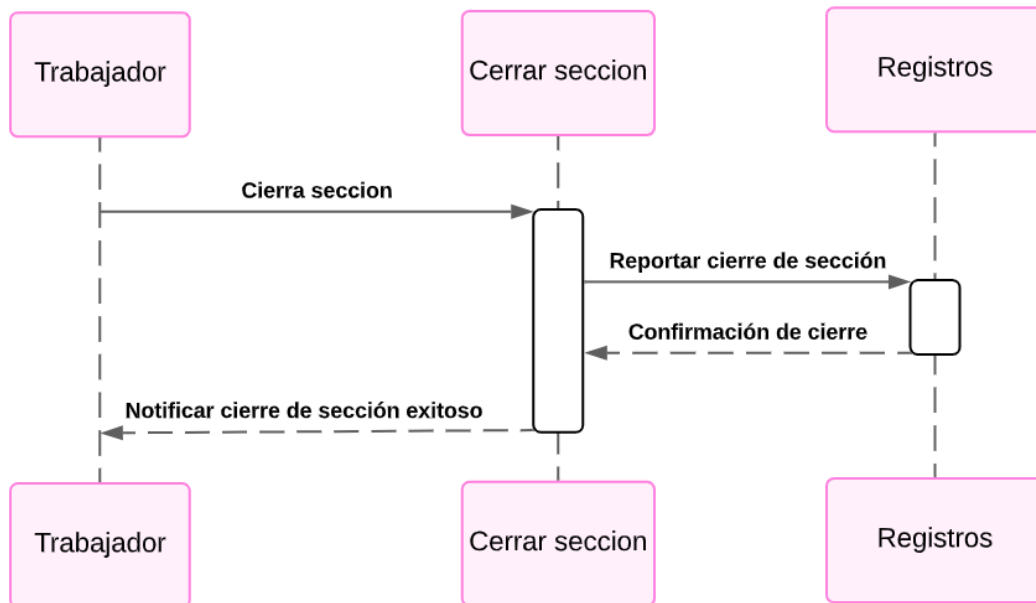 Trabajador
Cerrar seccion
Registros
Cierra seccion
Reportar cierre de sección
Confirmación de cierre
Notificar cierre de sección exitoso
Trabajador
Cerrar seccion
Registros